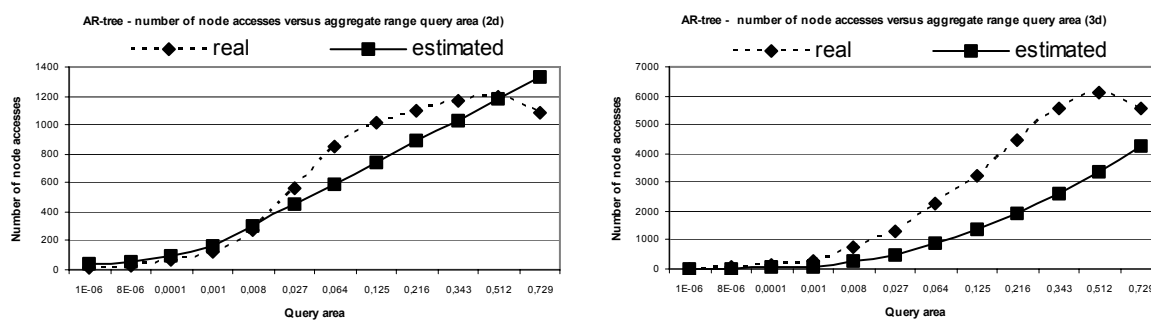 AR-tree - number of node accesses versus aggregate range query area (2d)
real
estimated
Number of node accesses
1400
1200
1000
800
600
400
200
0
1E-06 8E-06 0,0001 0,001 0,008 0,027 0,064 0,125 0,216 0,343 0,512 0,729
Query area
AR-tree - number of node accesses versus aggregate range query area (3d)
real
estimated
Number of node accesses
7000
6000
5000
4000
3000
2000
1000
0
1E-06 8E-06 0,0001 0,001 0,008 0,027 0,064 0,125 0,216 0,343 0,512 0,729
Query area